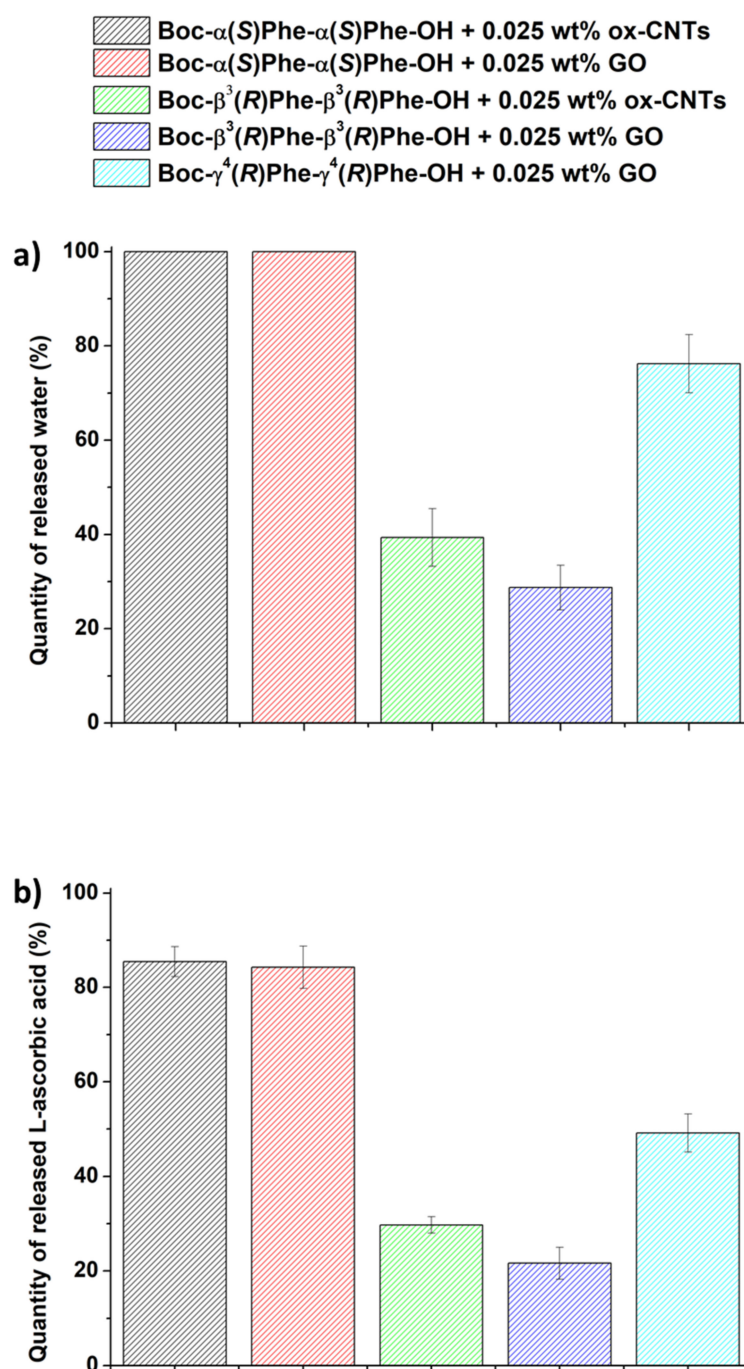 Boc-α(S)Phe-α(S)Phe-OH + 0.025 wt% ox-CNTs
Boc-α(S)Phe-α(S)Phe-OH + 0.025 wt% GO
Boc-β³(R)Phe-β³(R)Phe-OH + 0.025 wt% ox-CNTs
Boc-β³(R)Phe-β³(R)Phe-OH + 0.025 wt% GO
Boc-γ⁴(R)Phe-γ⁴(R)Phe-OH + 0.025 wt% GO
a)
Quantity of released water (%)
100
80
60
40
20
0
b)
Quantity of released L-ascorbic acid (%)
100
80
60
40
20
0